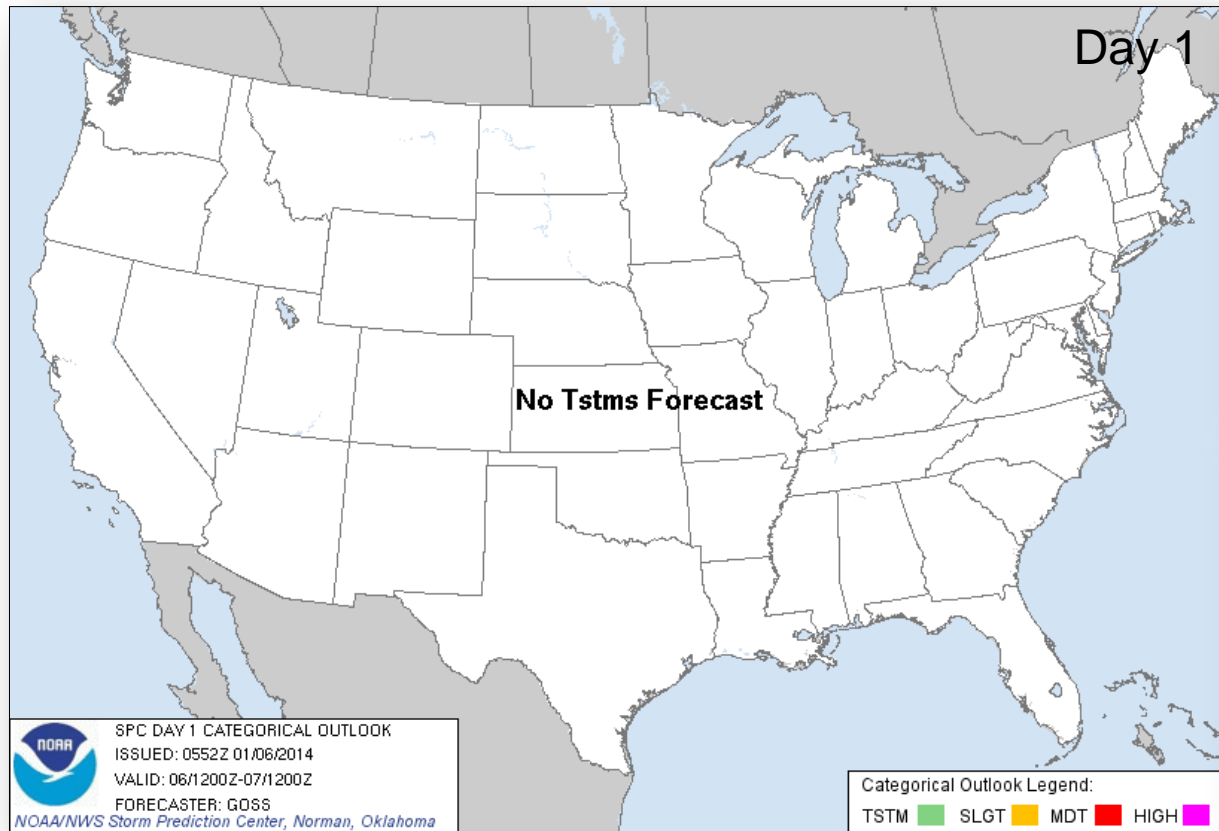 Day 1
No Tstms Forecast
NOAA
SPC DAY 1 CATEGORICAL OUTLOOK
ISSUED: 0552Z 01/06/2014
VALID: 06/1200Z-07/1200Z
FORECASTER: GOSS
NOAA/NWS Storm Prediction Center, Norman, Oklahoma
Categorical Outlook Legend:
TSTM SLGT MDT HIGH